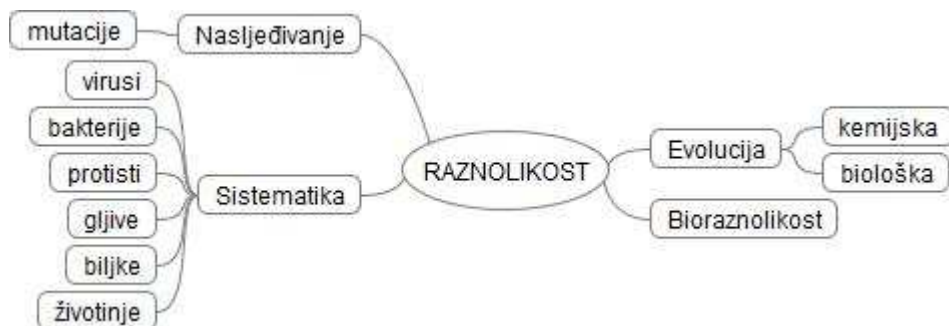 mutacije
Nasljeđivanje
virusi
bakterije
protisti
gljive
biljke
životinje
Sistematika
RAZNOLIKOST
Evolucija
kemijska
biološka
Bioraznolikost